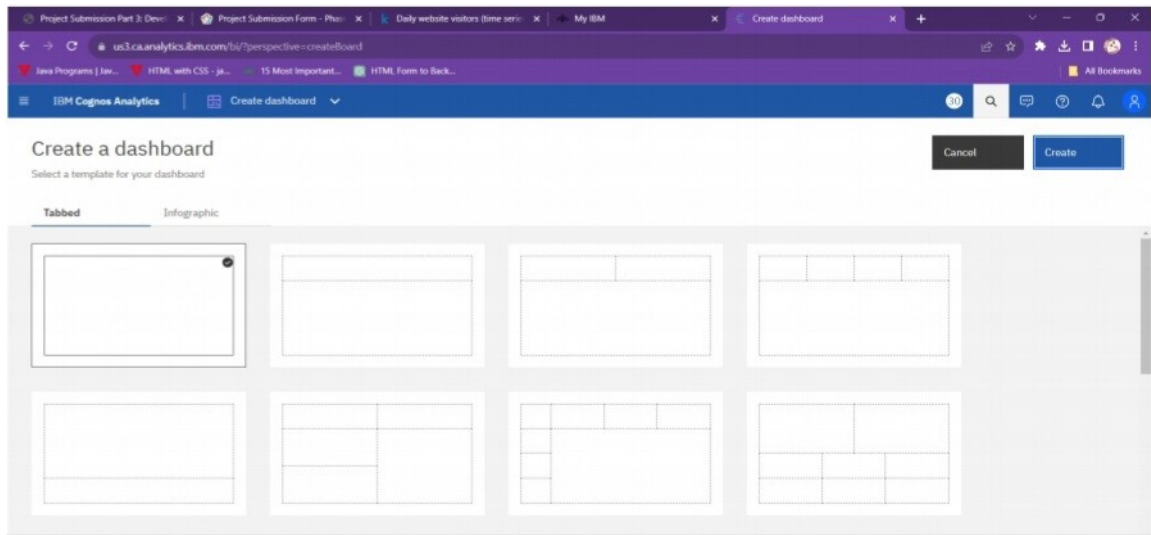 Project Submission Part 3: Devel
Project Submission Form - Phas
Daily website visitors (time serie
My IBM
Create dashboard
us3.ca.analytics.ibm.com/bi/?perspective=createBoard
Java Programs | Jav...
HTML with CSS - ja...
15 Most Important...
HTML Form to Back...
All Bookmarks
IBM Cognos Analytics
Create dashboard
30
Create a dashboard
Cancel
Create
Select a template for your dashboard
Tabbed
Infographic